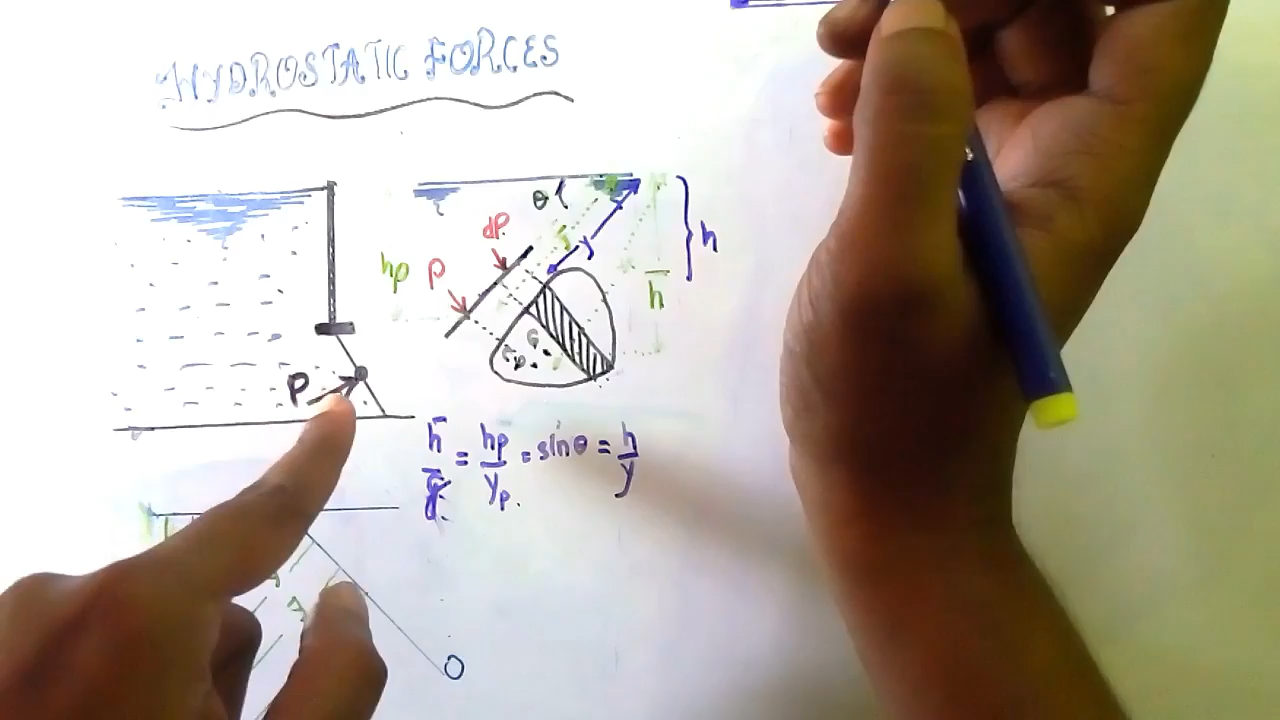 HYDROSTATIC FORCES
θ
dP
h
hp
P
ȳ
y
h̄
G
P
h̄/ȳ = hp/yp. = sinθ = h/y
O